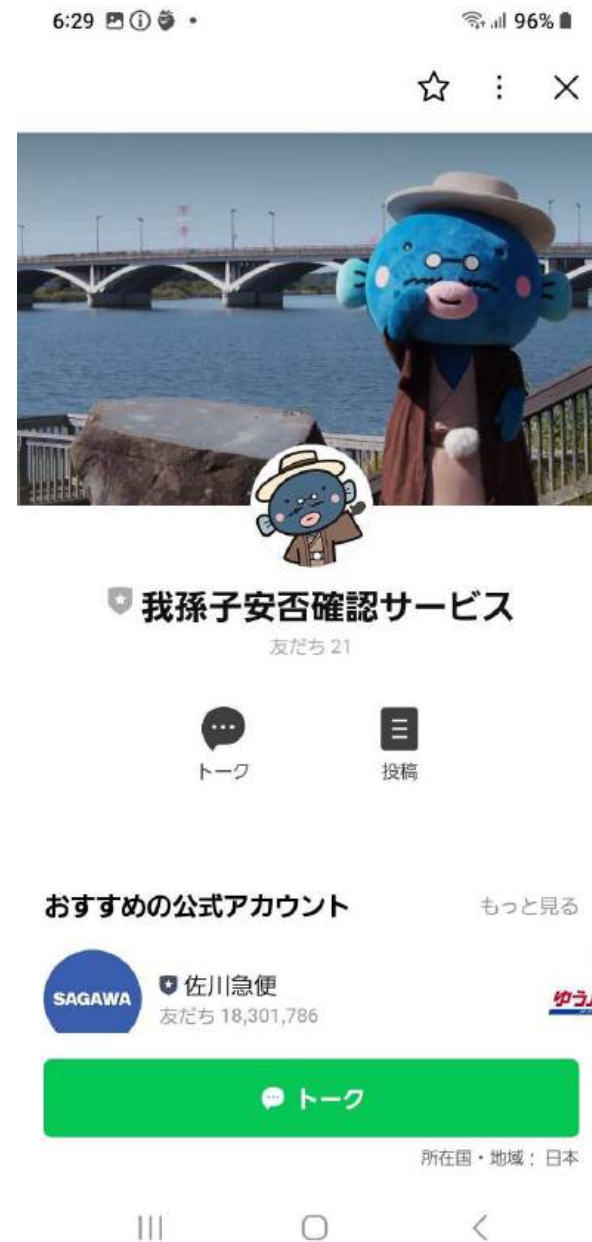 6:29 96%
我孫子安否確認サービス
友だち 21
トーク 投稿
おすすめの公式アカウント もっと見る
SAGAWA 佐川急便
友だち 18,301,786
トーク
所在国・地域： 日本